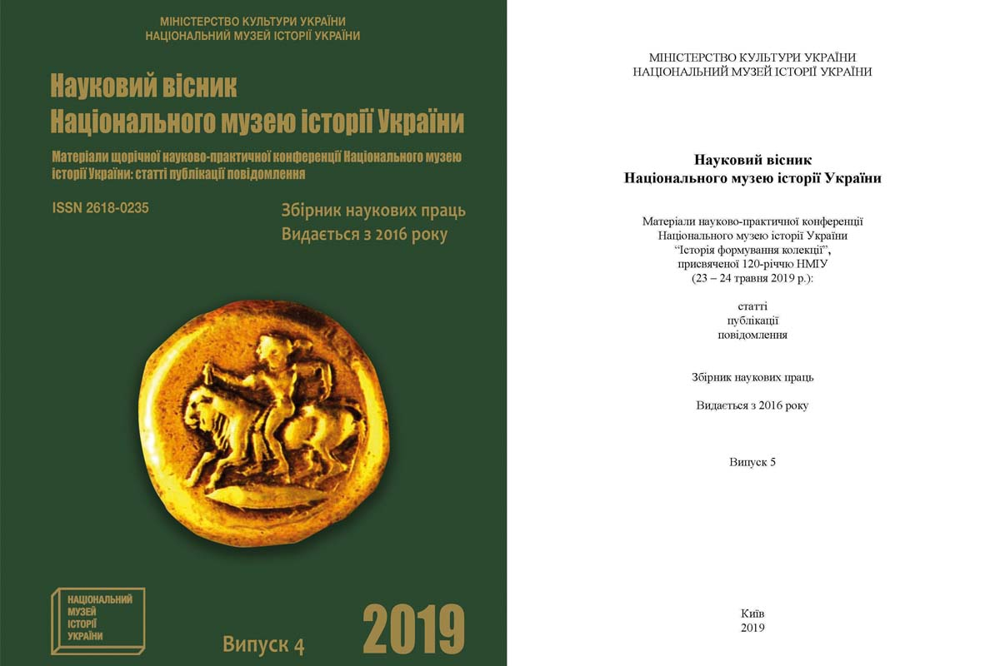 МІНІСТЕРСТВО КУЛЬТУРИ УКРАЇНИ
НАЦІОНАЛЬНИЙ МУЗЕЙ ІСТОРІЇ УКРАЇНИ
Науковий вісник
Національного музею історії України
Матеріали щорічної науково-практичної конференції Національного музею
історії України: статті публікації повідомлення
ISSN 2618-0235
Збірник наукових праць
Видається з 2016 року
НАЦІОНАЛЬНИЙ
МУЗЕЙ
ІСТОРІЇ
УКРАЇНИ
Випуск 4
2019
МІНІСТЕРСТВО КУЛЬТУРИ УКРАЇНИ
НАЦІОНАЛЬНИЙ МУЗЕЙ ІСТОРІЇ УКРАЇНИ
Науковий вісник
Національного музею історії України
Матеріали науково-практичної конференції
Національного музею історії України
“Історія формування колекції”,
присвяченої 120-річчю НМІУ
(23 – 24 травня 2019 р.):
статті
публікації
повідомлення
Збірник наукових праць
Видається з 2016 року
Випуск 5
Київ
2019